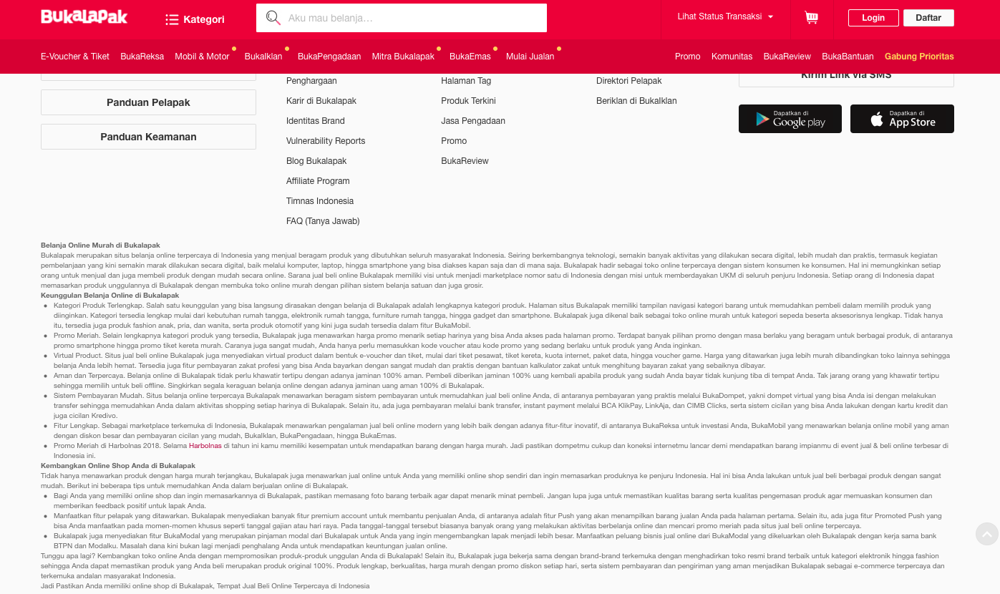 BukaLapak
Kategori
Aku mau belanja...
Lihat Status Transaksi
Login
Daftar
E-Voucher & Tiket BukaReksa Mobil & Motor BukaIklan BukaPengadaan Mitra Bukalapak BukaEmas Mulai Jualan
Promo Komunitas BukaReview BukaBantuan Gabung Prioritas
Panduan Pelapak
Panduan Keamanan
Penghargaan
Karir di Bukalapak
Identitas Brand
Vulnerability Reports
Blog Bukalapak
Affiliate Program
Timnas Indonesia
FAQ (Tanya Jawab)
Halaman Tag
Produk Terkini
Jasa Pengadaan
Promo
BukaReview
Direktori Pelapak
Beriklan di BukaIklan
Kirim Link via SMS
Dapatkan di
Google play
Dapatkan di
App Store
Belanja Online Murah di Bukalapak
Bukalapak merupakan situs belanja online terpercaya di Indonesia yang menjual beragam produk yang dibutuhkan seluruh masyarakat Indonesia. Seiring berkembangnya teknologi, semakin banyak aktivitas yang dilakukan secara digital, lebih mudah dan praktis, termasuk kegiatan
pembelanjaan yang kini semakin marak dilakukan secara digital, baik melalui komputer, laptop, hingga smartphone yang bisa diakses kapan saja dan di mana saja. Bukalapak hadir sebagai toko online terpercaya dengan sistem konsumen ke konsumen. Hal ini memungkinkan setiap
orang untuk menjual dan juga membeli produk dengan mudah secara online. Sarana jual beli online Bukalapak memiliki visi untuk menjadi marketplace nomor satu di Indonesia dengan misi untuk memberdayakan UKM di seluruh penjuru Indonesia. Setiap orang di Indonesia dapat
memasarkan produk unggulannya di Bukalapak dengan membuka toko online murah dengan pilihan sistem belanja satuan dan juga grosir.
Keunggulan Belanja Online di Bukalapak
• Kategori Produk Terlengkap. Salah satu keunggulan yang bisa langsung dirasakan dengan belanja di Bukalapak adalah lengkapnya kategori produk. Halaman situs Bukalapak memiliki tampilan navigasi kategori barang untuk memudahkan pembeli dalam memilih produk yang
diinginkan. Kategori tersedia lengkap mulai dari kebutuhan rumah tangga, elektronik rumah tangga, furniture rumah tangga, hingga gadget dan smartphone. Bukalapak juga dikenal baik sebagai toko online murah untuk kategori sepeda beserta aksesorisnya lengkap. Tidak hanya
itu, tersedia juga produk fashion anak, pria, dan wanita, serta produk otomotif yang kini juga sudah tersedia dalam fitur BukaMobil.
• Promo Meriah. Selain lengkapnya kategori produk yang tersedia, Bukalapak juga menawarkan harga promo menarik setiap harinya yang bisa Anda akses pada halaman promo. Terdapat banyak pilihan promo dengan masa berlaku yang beragam untuk berbagai produk, di antaranya
promo smartphone hingga promo tiket kereta murah. Caranya juga sangat mudah, Anda hanya perlu memasukkan kode voucher atau kode promo yang sedang berlaku untuk produk yang Anda inginkan.
• Virtual Product. Situs jual beli online Bukalapak juga menyediakan virtual product dalam bentuk e-voucher dan tiket, mulai dari tiket pesawat, tiket kereta, kuota internet, paket data, hingga voucher game. Harga yang ditawarkan juga lebih murah dibandingkan toko lainnya sehingga
belanja Anda lebih hemat. Tersedia juga fitur pembayaran zakat profesi yang bisa Anda bayarkan dengan sangat mudah dan praktis dengan bantuan kalkulator zakat untuk menghitung bayaran zakat yang sebaiknya dibayar.
• Aman dan Terpercaya. Belanja online di Bukalapak tidak perlu khawatir tertipu dengan adanya jaminan 100% aman. Pembeli diberikan jaminan 100% uang kembali apabila produk yang sudah Anda bayar tidak kunjung tiba di tempat Anda. Tak jarang orang yang khawatir tertipu
sehingga memilih untuk beli offline. Singkirkan segala keraguan belanja online dengan adanya jaminan uang aman 100% di Bukalapak.
• Sistem Pembayaran Mudah. Situs belanja online terpercaya Bukalapak menawarkan beragam sistem pembayaran untuk memudahkan jual beli online Anda, di antaranya pembayaran yang praktis melalui BukaDompet, yakni dompet virtual yang bisa Anda isi dengan melakukan
transfer sehingga memudahkan Anda dalam aktivitas shopping setiap harinya di Bukalapak. Selain itu, ada juga pembayaran melalui bank transfer, instant payment melalui BCA KlikPay, LinkAja, dan CIMB Clicks, serta sistem cicilan yang bisa Anda lakukan dengan kartu kredit dan
juga cicilan Kredivo.
• Fitur Lengkap. Sebagai marketplace terkemuka di Indonesia, Bukalapak menawarkan pengalaman jual beli online modern yang lebih baik dengan adanya fitur-fitur inovatif, di antaranya BukaReksa untuk investasi Anda, BukaMobil yang menawarkan belanja online mobil yang aman
dengan diskon besar dan pembayaran cicilan yang mudah, BukaIklan, BukaPengadaan, hingga BukaEmas.
• Promo Meriah di Harbolnas 2018. Selama Harbolnas di tahun ini kamu memiliki kesempatan untuk mendapatkan barang dengan harga murah. Jadi pastikan dompetmu cukup dan koneksi internetmu lancar demi mendapatkan barang impianmu di event jual & beli online terbesar di
Indonesia ini.
Kembangkan Online Shop Anda di Bukalapak
Tidak hanya menawarkan produk dengan harga murah terjangkau, Bukalapak juga menawarkan jual online untuk Anda yang memiliki online shop sendiri dan ingin memasarkan produknya ke penjuru Indonesia. Hal ini bisa Anda lakukan untuk jual beli berbagai produk dengan sangat
mudah. Berikut ini beberapa tips untuk memudahkan Anda dalam berjualan online di Bukalapak.
• Bagi Anda yang memiliki online shop dan ingin memasarkannya di Bukalapak, pastikan memasang foto barang terbaik agar dapat menarik minat pembeli. Jangan lupa juga untuk memastikan kualitas barang serta kualitas pengemasan produk agar memuaskan konsumen dan
memberikan feedback positif untuk lapak Anda.
• Manfaatkan fitur pelapak yang ditawarkan. Bukalapak menyediakan banyak fitur premium account untuk membantu penjualan Anda, di antaranya adalah fitur Push yang akan menampilkan barang jualan Anda pada halaman pertama. Selain itu, ada juga fitur Promoted Push yang
bisa Anda manfaatkan pada momen-momen khusus seperti tanggal gajian atau hari raya. Pada tanggal-tanggal tersebut biasanya banyak orang yang melakukan aktivitas berbelanja online dan mencari promo meriah pada situs jual beli online terpercaya.
• Bukalapak juga menyediakan fitur BukaModal yang merupakan pinjaman modal dari Bukalapak untuk Anda yang ingin mengembangkan lapak menjadi lebih besar. Manfaatkan peluang bisnis jual online dari BukaModal yang dikeluarkan oleh Bukalapak dengan kerja sama bank
BTPN dan Modalku. Masalah dana kini bukan lagi menjadi penghalang Anda untuk mendapatkan keuntungan jualan online.
Tunggu apa lagi? Kembangkan toko online Anda dengan mempromosikan produk-produk unggulan Anda di Bukalapak! Selain itu, Bukalapak juga bekerja sama dengan brand-brand terkemuka dengan menghadirkan toko resmi brand terbaik untuk kategori elektronik hingga fashion
sehingga Anda dapat memastikan produk yang Anda beli merupakan produk original 100%. Produk lengkap, berkualitas, harga murah dengan promo diskon setiap hari, serta sistem pembayaran dan pengiriman yang aman menjadikan Bukalapak sebagai e-commerce terpercaya dan
terkemuka andalan masyarakat Indonesia.
Jadi Pastikan Anda memiliki online shop di Bukalapak, Tempat Jual Beli Online Terpercaya di Indonesia